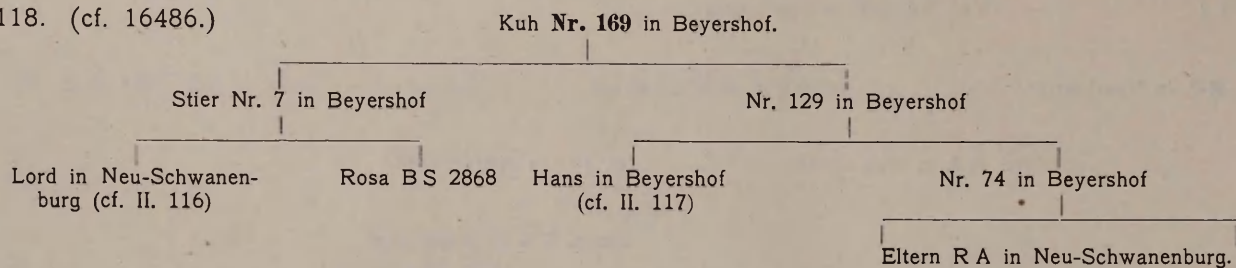 118. (cf. 16486.)
Kuh Nr. 169 in Beyershof.
Stier Nr. 7 in Beyershof
Nr. 129 in Beyershof
Lord in Neu-Schwanen-
burg (cf. II. 116)
Rosa B S 2868
Hans in Beyershof
(cf. II. 117)
Nr. 74 in Beyershof
Eltern R A in Neu-Schwanenburg.